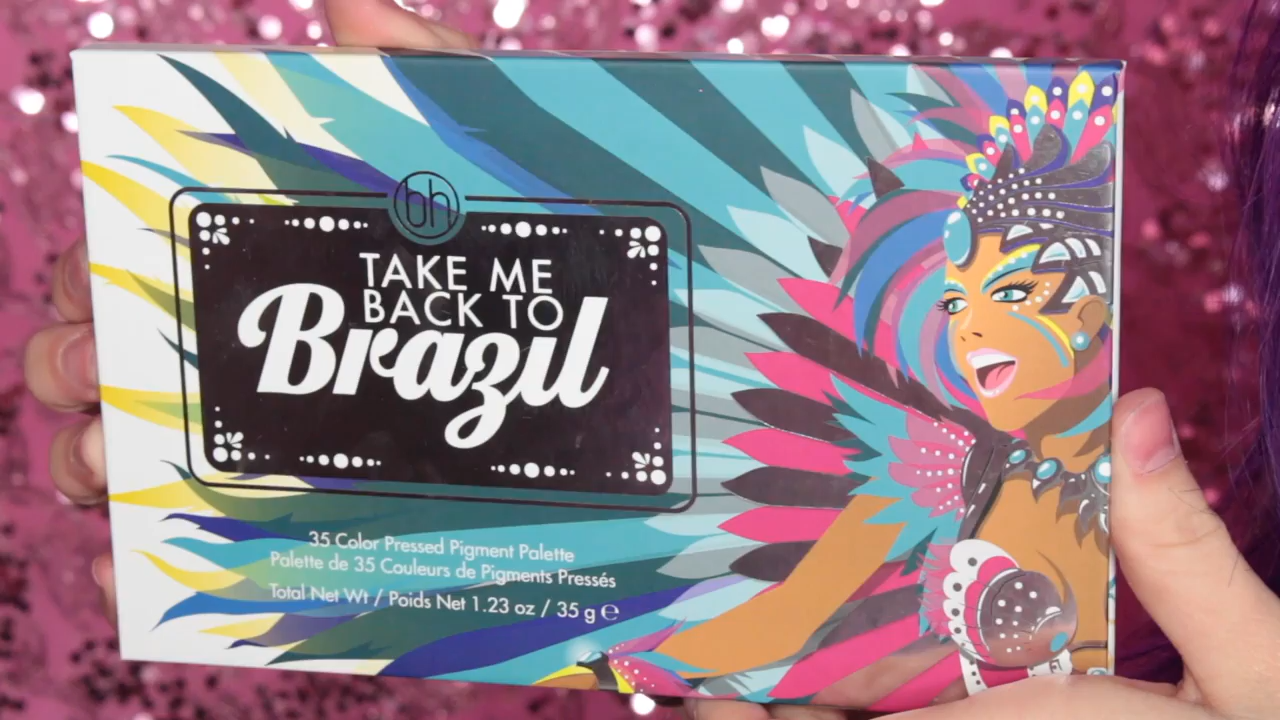 bh
TAKE ME
BACK TO
Brazil
35 Color Pressed Pigment Palette
Palette de 35 Couleurs de Pigments Pressés
Total Net Wt / Poids Net 1.23 oz / 35 g ℮